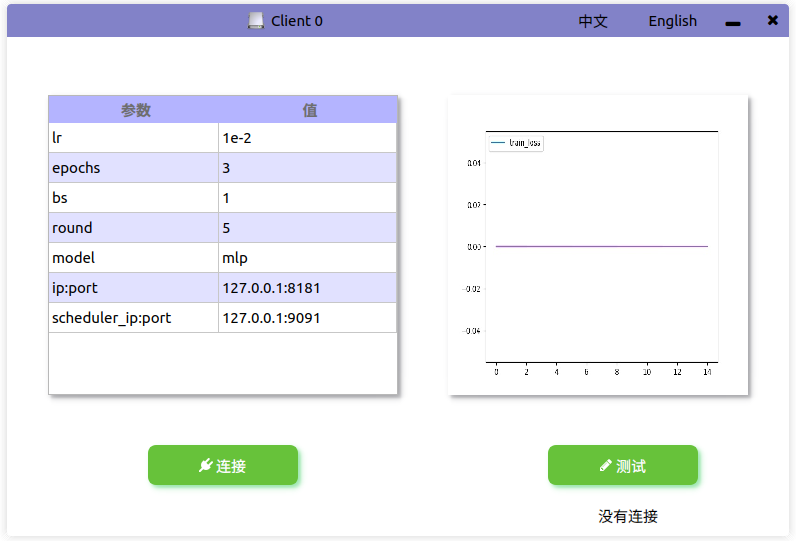 Client 0 中文 English
参数 值
lr 1e-2
epochs 3
bs 1
round 5
model mlp
ip:port 127.0.0.1:8181
scheduler_ip:port 127.0.0.1:9091
train_loss
0.04
0.02
0.00
−0.02
−0.04
0 2 4 6 8 10 12 14
连接
测试
没有连接